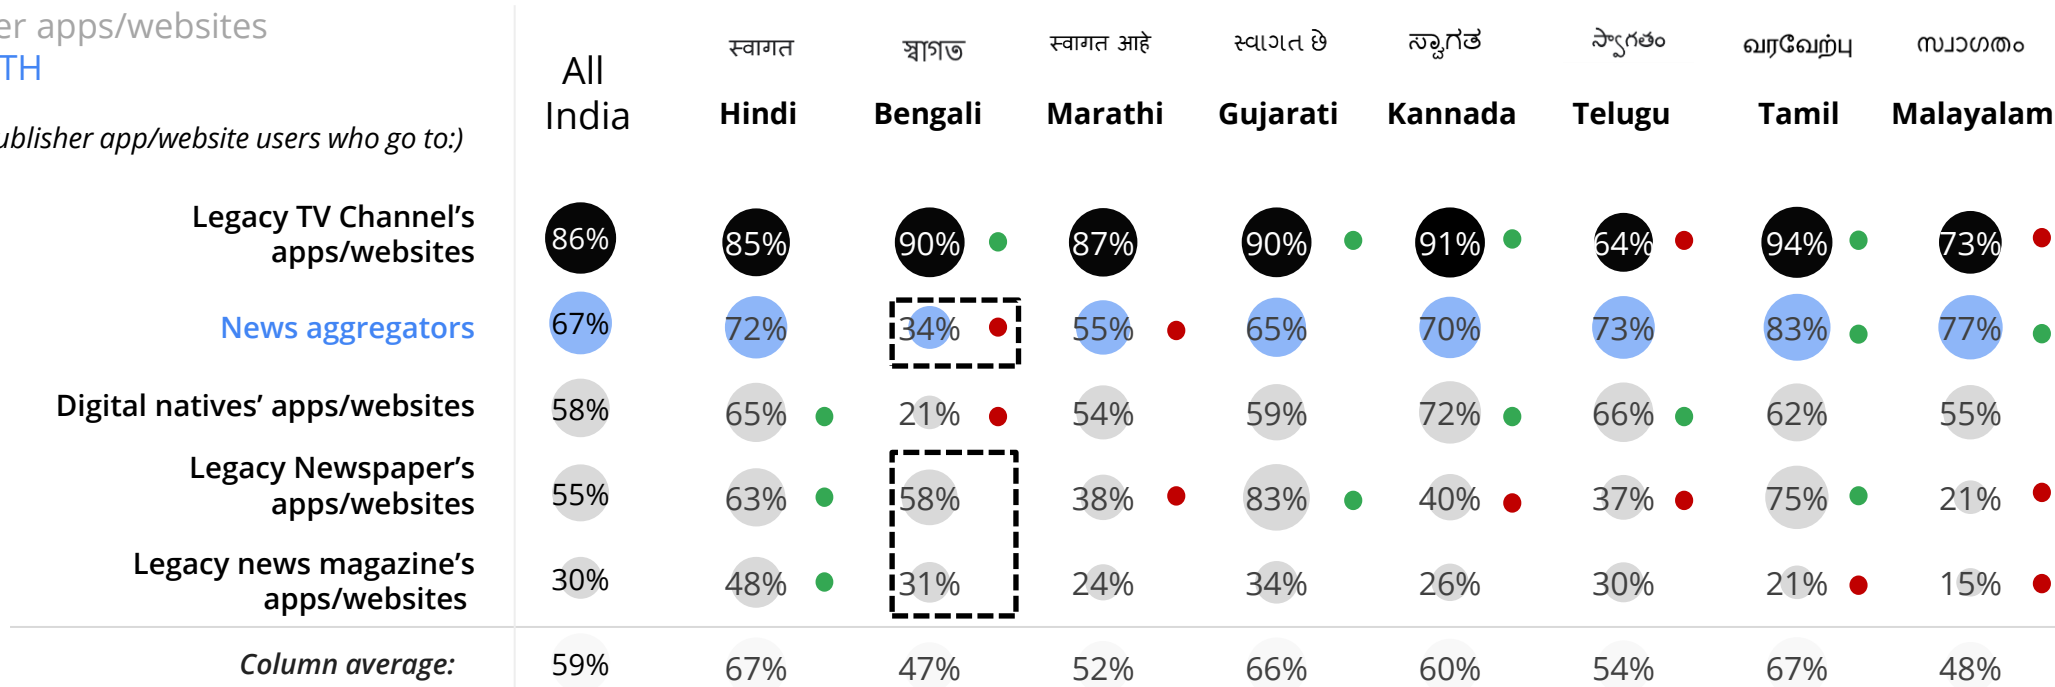 er apps/websites
TH
ublisher app/website users who go to:)
All India
स्वागत
স্বাগত
स्वागत आहे
સ્વાગત છે
ಸ್ವಾಗತ
స్వాగతం
வரவேற்பு
സ്വാഗതം
Hindi Bengali Marathi Gujarati Kannada Telugu Tamil Malayalam
Legacy TV Channel’s
apps/websites
86% 85% 90% 87% 90% 91% 64% 94% 73%
News aggregators 67% 72% 34% 55% 65% 70% 73% 83% 77%
Digital natives’ apps/websites 58% 65% 21% 54% 59% 72% 66% 62% 55%
Legacy Newspaper’s
apps/websites
55% 63% 58% 38% 83% 40% 37% 75% 21%
Legacy news magazine’s
apps/websites
30% 48% 31% 24% 34% 26% 30% 21% 15%
Column average: 59% 67% 47% 52% 66% 60% 54% 67% 48%